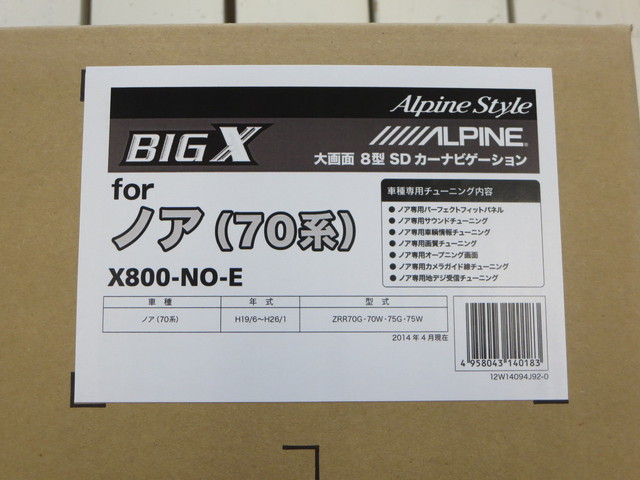 Alpine Style
BIG X
ALPINE
大画面 8型 SD カーナビゲーション
for
ノア(70系)
X800-NO-E
車種専用チューニング内容
● ノア専用パーフェクトフィットパネル
● ノア専用サウンドチューニング
● ノア専用車輌情報チューニング
● ノア専用画質チューニング
● ノア専用オープニング画面
● ノア専用カメラガイド線チューニング
● ノア専用地デジ受信チューニング
車種 年式 型式
ノア(70系) H19/6~H26/1 ZRR70G・70W・75G・75W
2014年4月現在
4 958043 140183
12W14094J92-0